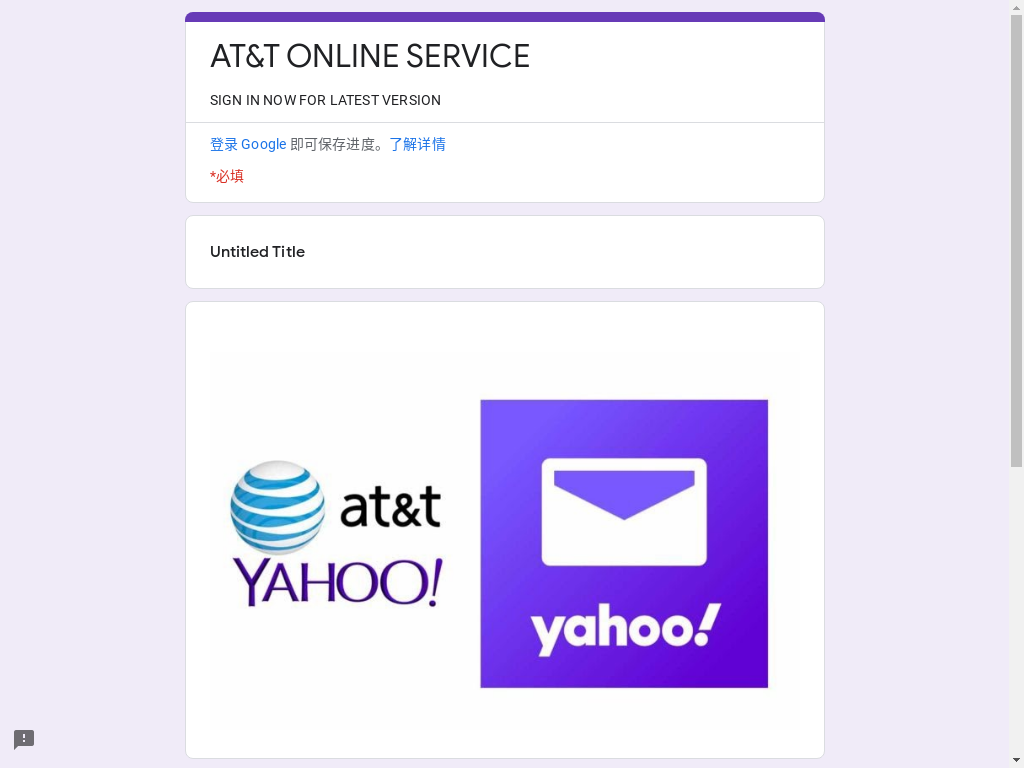 AT&T ONLINE SERVICE
SIGN IN NOW FOR LATEST VERSION
登录 Google 即可保存进度。了解详情
*必填
Untitled Title
at&t
YAHOO!
yahoo!